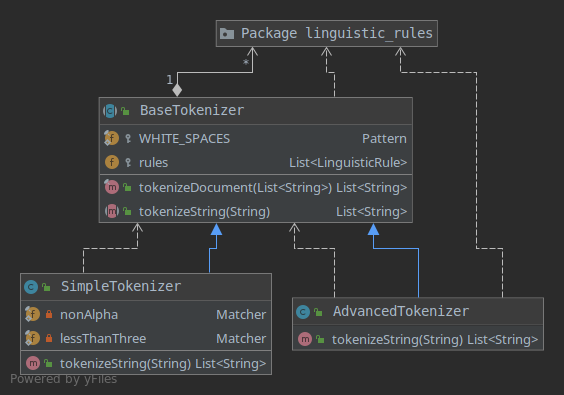 Package linguistic_rules
*
1
BaseTokenizer
WHITE_SPACES Pattern
rules List<LinguisticRule>
tokenizeDocument(List<String>) List<String>
tokenizeString(String) List<String>
SimpleTokenizer
nonAlpha Matcher
lessThanThree Matcher
tokenizeString(String) List<String>
AdvancedTokenizer
tokenizeString(String) List<String>
Powered by yFiles